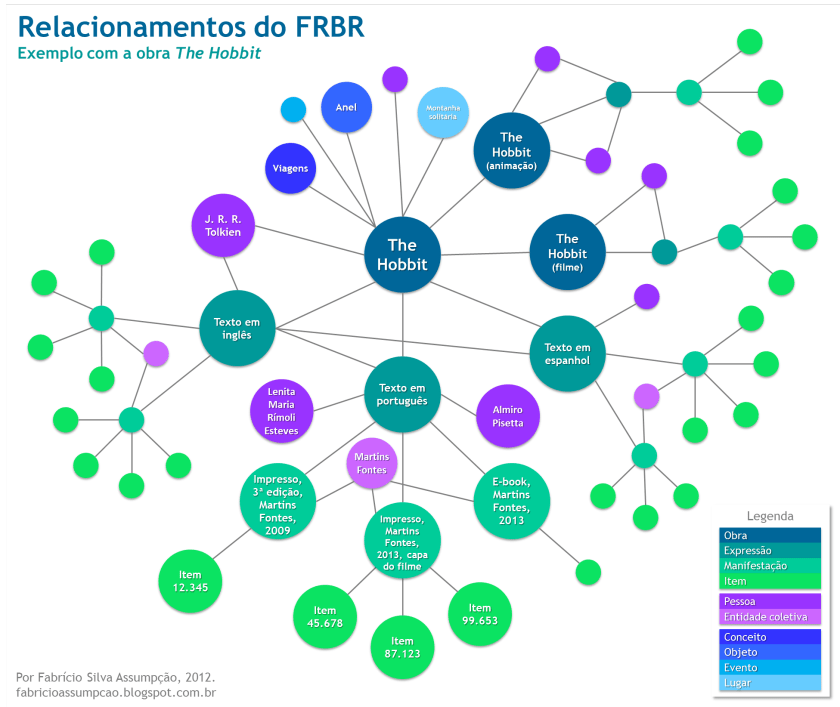 Relacionamentos do FRBR
Exemplo com a obra The Hobbit
Anel
Montanha
solitária
Viagens
The
Hobbit
(animação)
J. R. R.
Tolkien
The
Hobbit
The
Hobbit
(filme)
Texto em
inglês
Texto em
espanhol
Texto em
português
Lenita
Maria
Rímoli
Esteves
Almiro
Pisetta
Martins
Fontes
Impresso,
3ª edição,
Martins
Fontes,
2009
E-book,
Martins
Fontes,
2013
Impresso,
Martins
Fontes,
2013, capa
do filme
Item
12.345
Item
45.678
Item
87.123
Item
99.653
Legenda
Obra
Expressão
Manifestação
Item
Pessoa
Entidade coletiva
Conceito
Objeto
Evento
Lugar
Por Fabrício Silva Assumpção, 2012.
fabricioassumpcao.blogspot.com.br